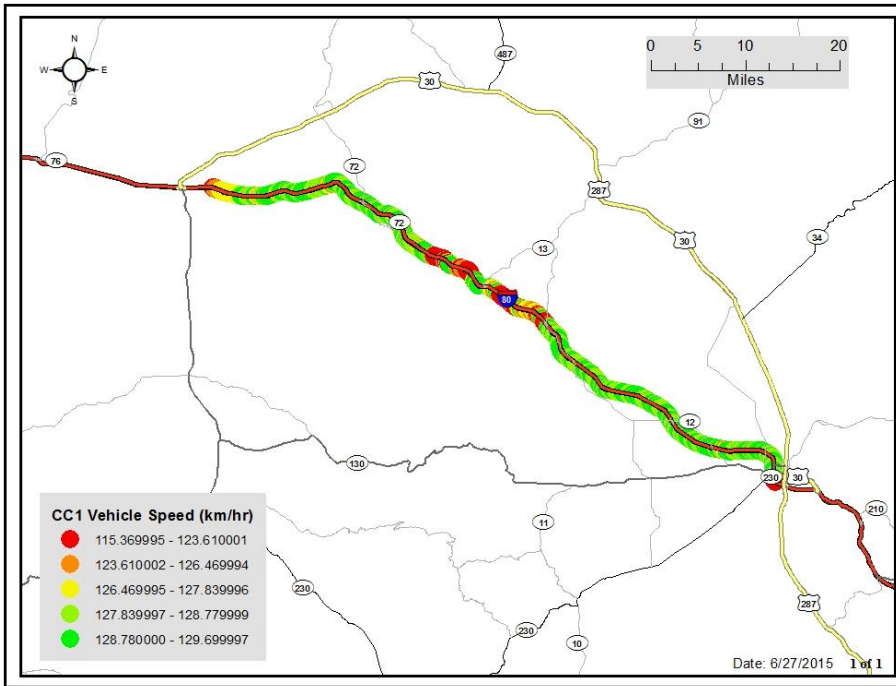 N
W E
S
0 5 10 20
Miles
487
30
91
76
72
287
72
13
30
34
80
12
230
30
130
210
11
230
287
230
10
CC1 Vehicle Speed (km/hr)
115.369995 - 123.610001
123.610002 - 126.469994
126.469995 - 127.839996
127.839997 - 128.779999
128.780000 - 129.699997
Date: 6/27/2015 1 of 1